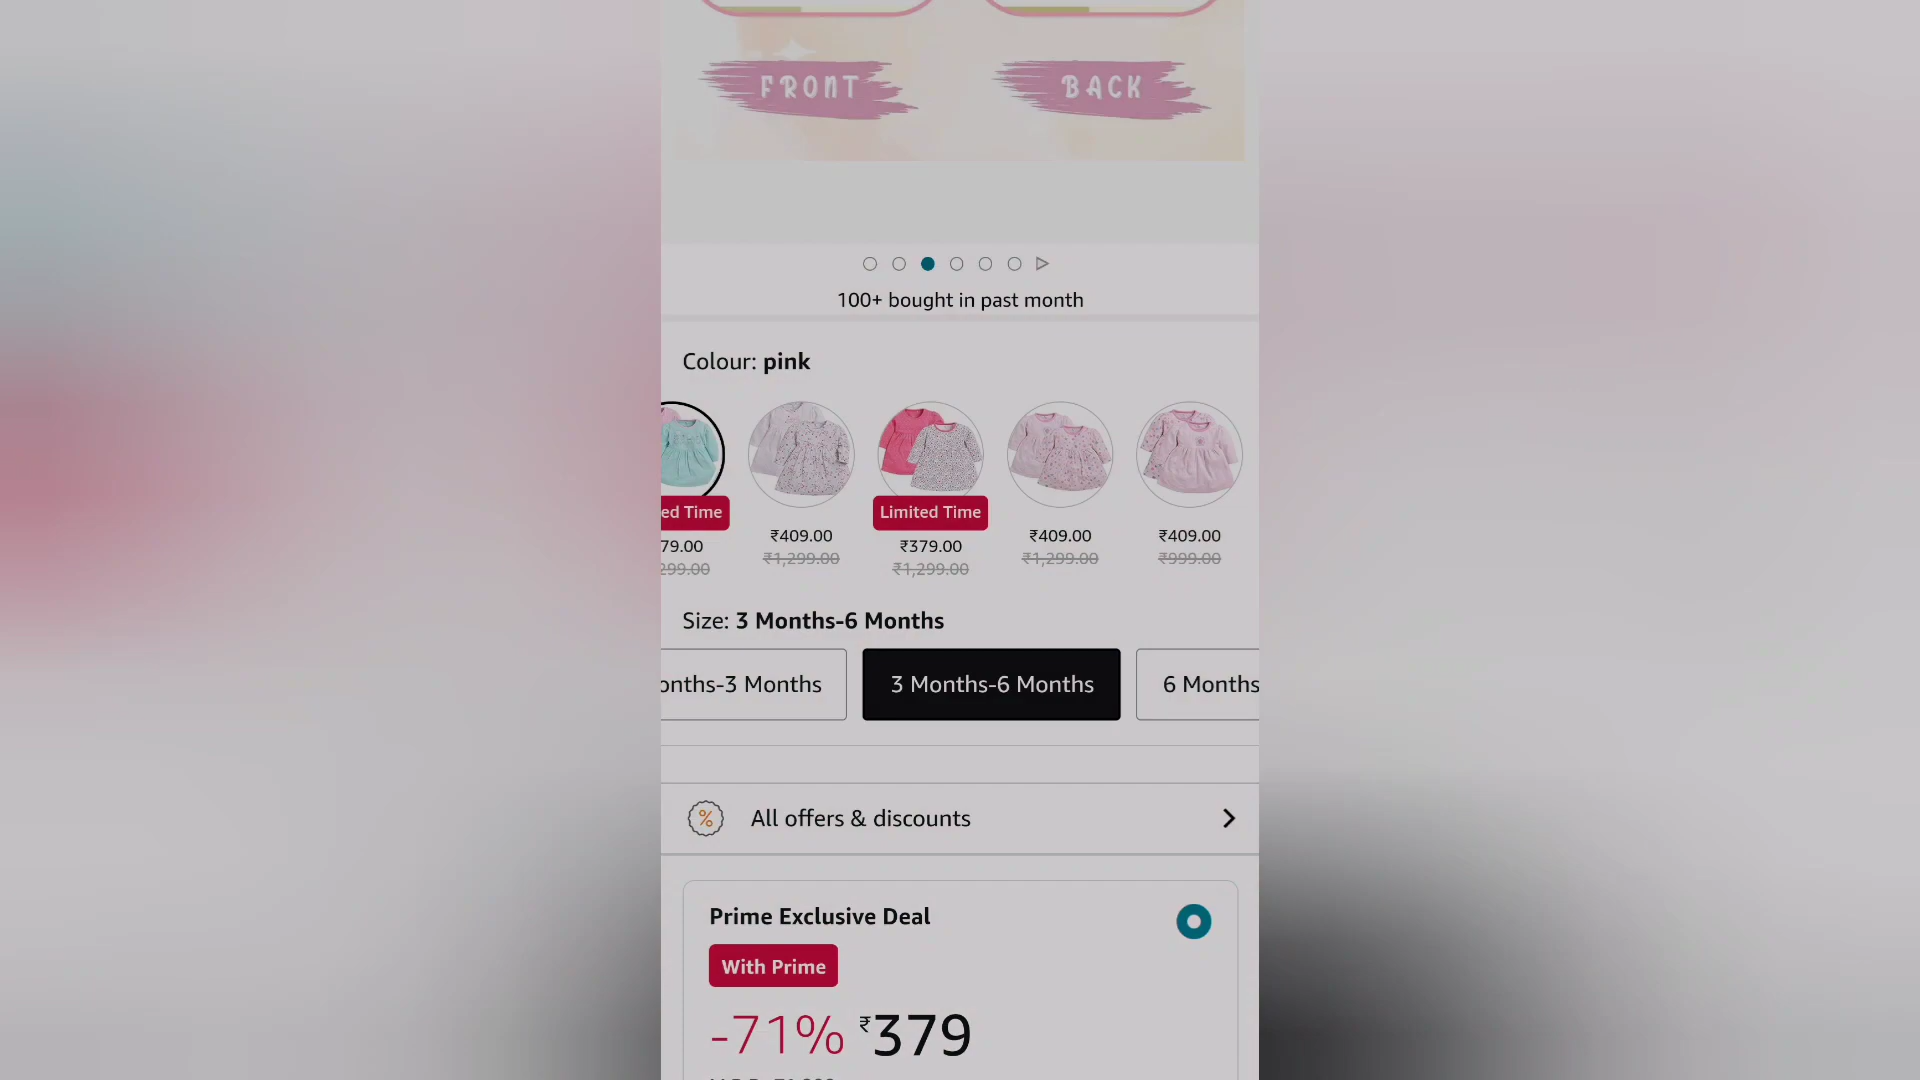 FRONT BACK
100+ bought in past month
Colour: pink
ed Time Limited Time
79.00 ₹409.00 ₹379.00 ₹409.00 ₹409.00
299.00 ₹1,299.00 ₹1,299.00 ₹1,299.00 ₹999.00
Size: 3 Months-6 Months
onths-3 Months 3 Months-6 Months 6 Months
All offers & discounts
Prime Exclusive Deal
With Prime
-71% ₹379